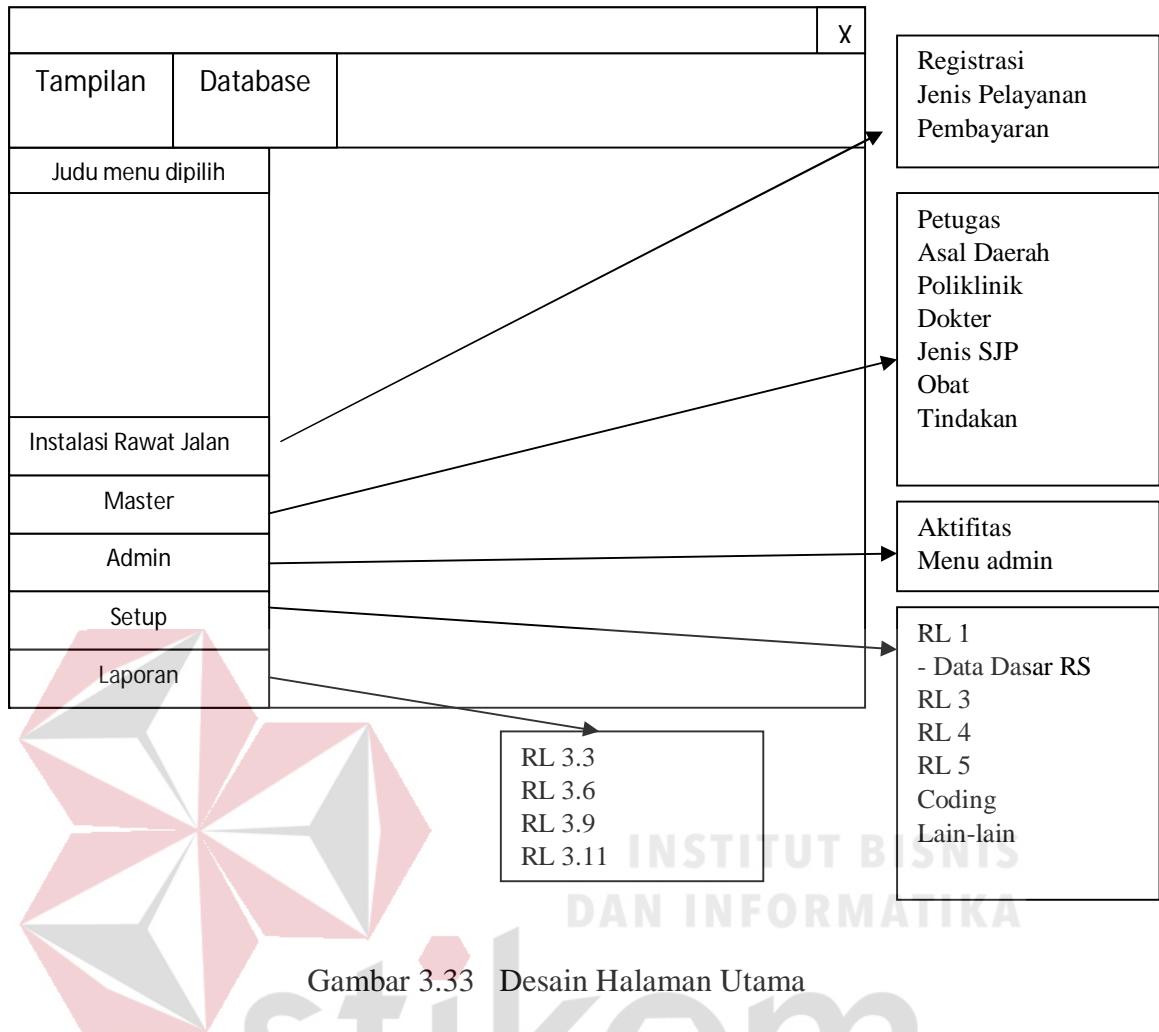 X
Tampilan
Database
Judu menu dipilih
Instalasi Rawat Jalan
Master
Admin
Setup
Laporan
Registrasi
Jenis Pelayanan
Pembayaran
Petugas
Asal Daerah
Poliklinik
Dokter
Jenis SJP
Obat
Tindakan
Aktifitas
Menu admin
RL 1
- Data Dasar RS
RL 3
RL 4
RL 5
Coding
Lain-lain
RL 3.3
RL 3.6
RL 3.9
RL 3.11
INSTITUT BISNIS
DAN INFORMATIKA
Gambar 3.33 Desain Halaman Utama
stikom